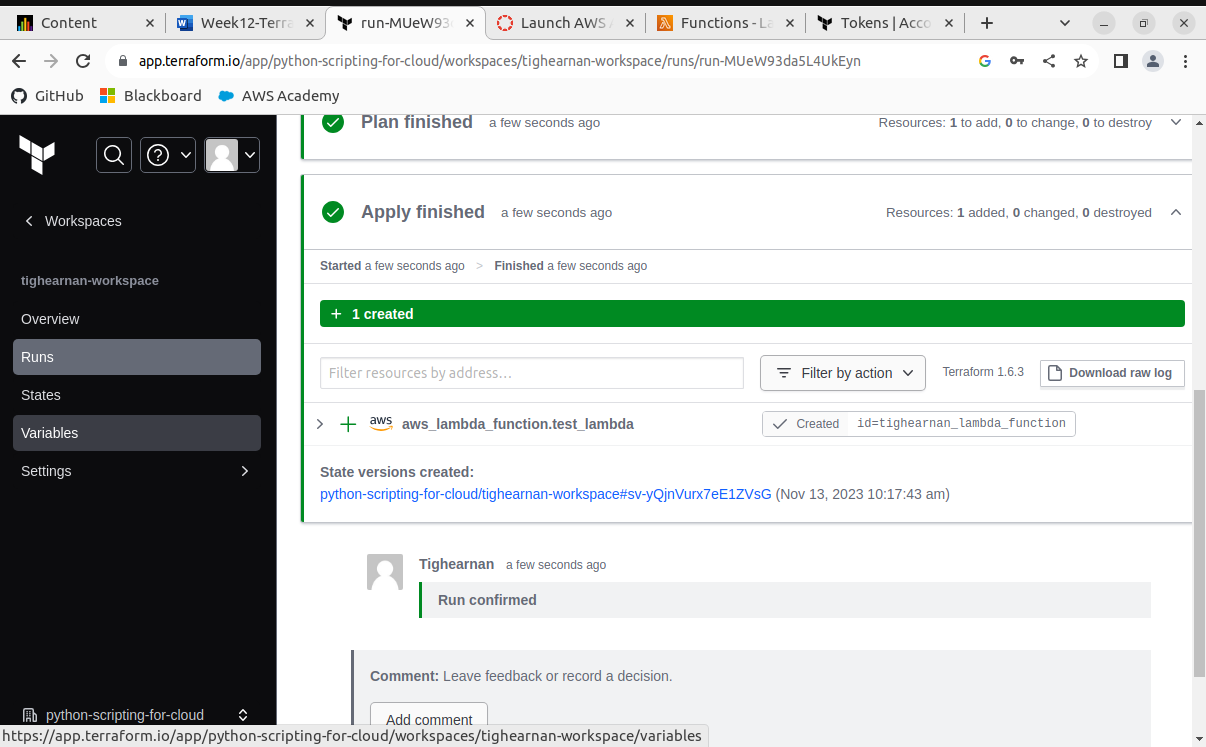 Content
Week12-Terra
run-MUeW93d
Launch AWS A
Functions - La
Tokens | Acco
app.terraform.io/app/python-scripting-for-cloud/workspaces/tighearnan-workspace/runs/run-MUeW93da5L4UkEyn
GitHub
Blackboard
AWS Academy
Plan finished a few seconds ago Resources: 1 to add, 0 to change, 0 to destroy
Workspaces
tighearnan-workspace
Overview
Runs
States
Variables
Settings
python-scripting-for-cloud
Apply finished a few seconds ago Resources: 1 added, 0 changed, 0 destroyed
Started a few seconds ago > Finished a few seconds ago
+ 1 created
Filter resources by address... Filter by action Terraform 1.6.3 Download raw log
aws aws_lambda_function.test_lambda Created id=tighearnan_lambda_function
State versions created:
python-scripting-for-cloud/tighearnan-workspace#sv-yQjnVurx7eE1ZVsG (Nov 13, 2023 10:17:43 am)
Tighearnan a few seconds ago
Run confirmed
Comment: Leave feedback or record a decision.
Add comment
https://app.terraform.io/app/python-scripting-for-cloud/workspaces/tighearnan-workspace/variables